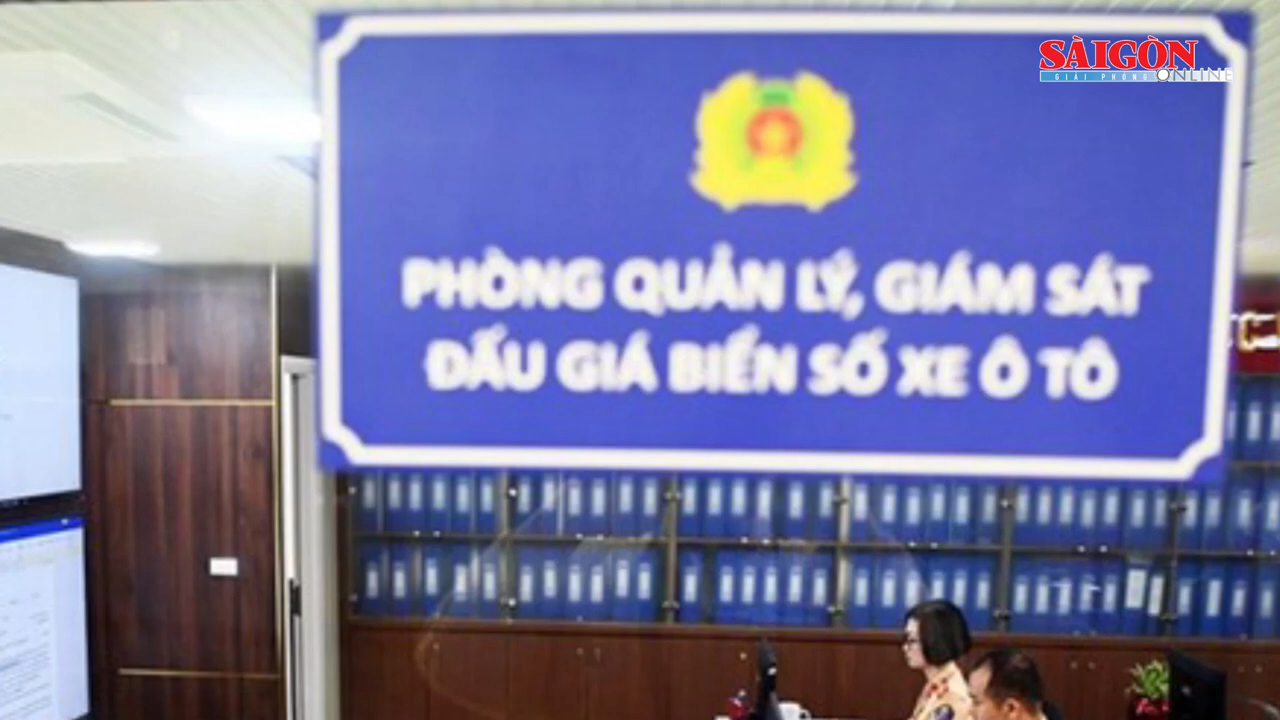 SÀIGÒN
GIẢI PHÓNG ONLINE
PHÒNG QUẢN LÝ, GIÁM SÁT
ĐẤU GIÁ BIỂN SỐ XE Ô TÔ